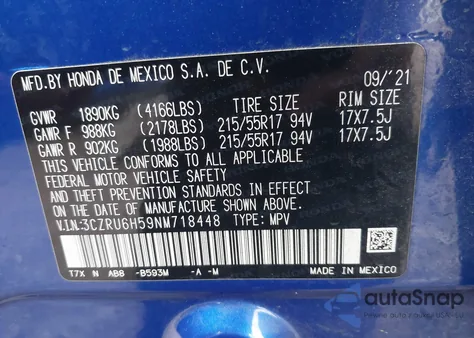 MFD.BY HONDA DE MEXICO S.A. DE C.V.
09/'21
GVWR 1890KG (4166LBS) TIRE SIZE RIM SIZE
GAWR F 988KG (2178LBS) 215/55R17 94V 17X7.5J
GAWR R 902KG (1988LBS) 215/55R17 94V 17X7.5J
THIS VEHICLE CONFORMS TO ALL APPLICABLE
FEDERAL MOTOR VEHICLE SAFETY
AND THEFT PREVENTION STANDARDS IN EFFECT
ON THE DATE OF MANUFACTURE SHOWN ABOVE.
V.I.N:3CZRU6H59NM718448 TYPE: MPV
T7X N AB8 -B593M -A -M
MADE IN MEXICO
autoSnap